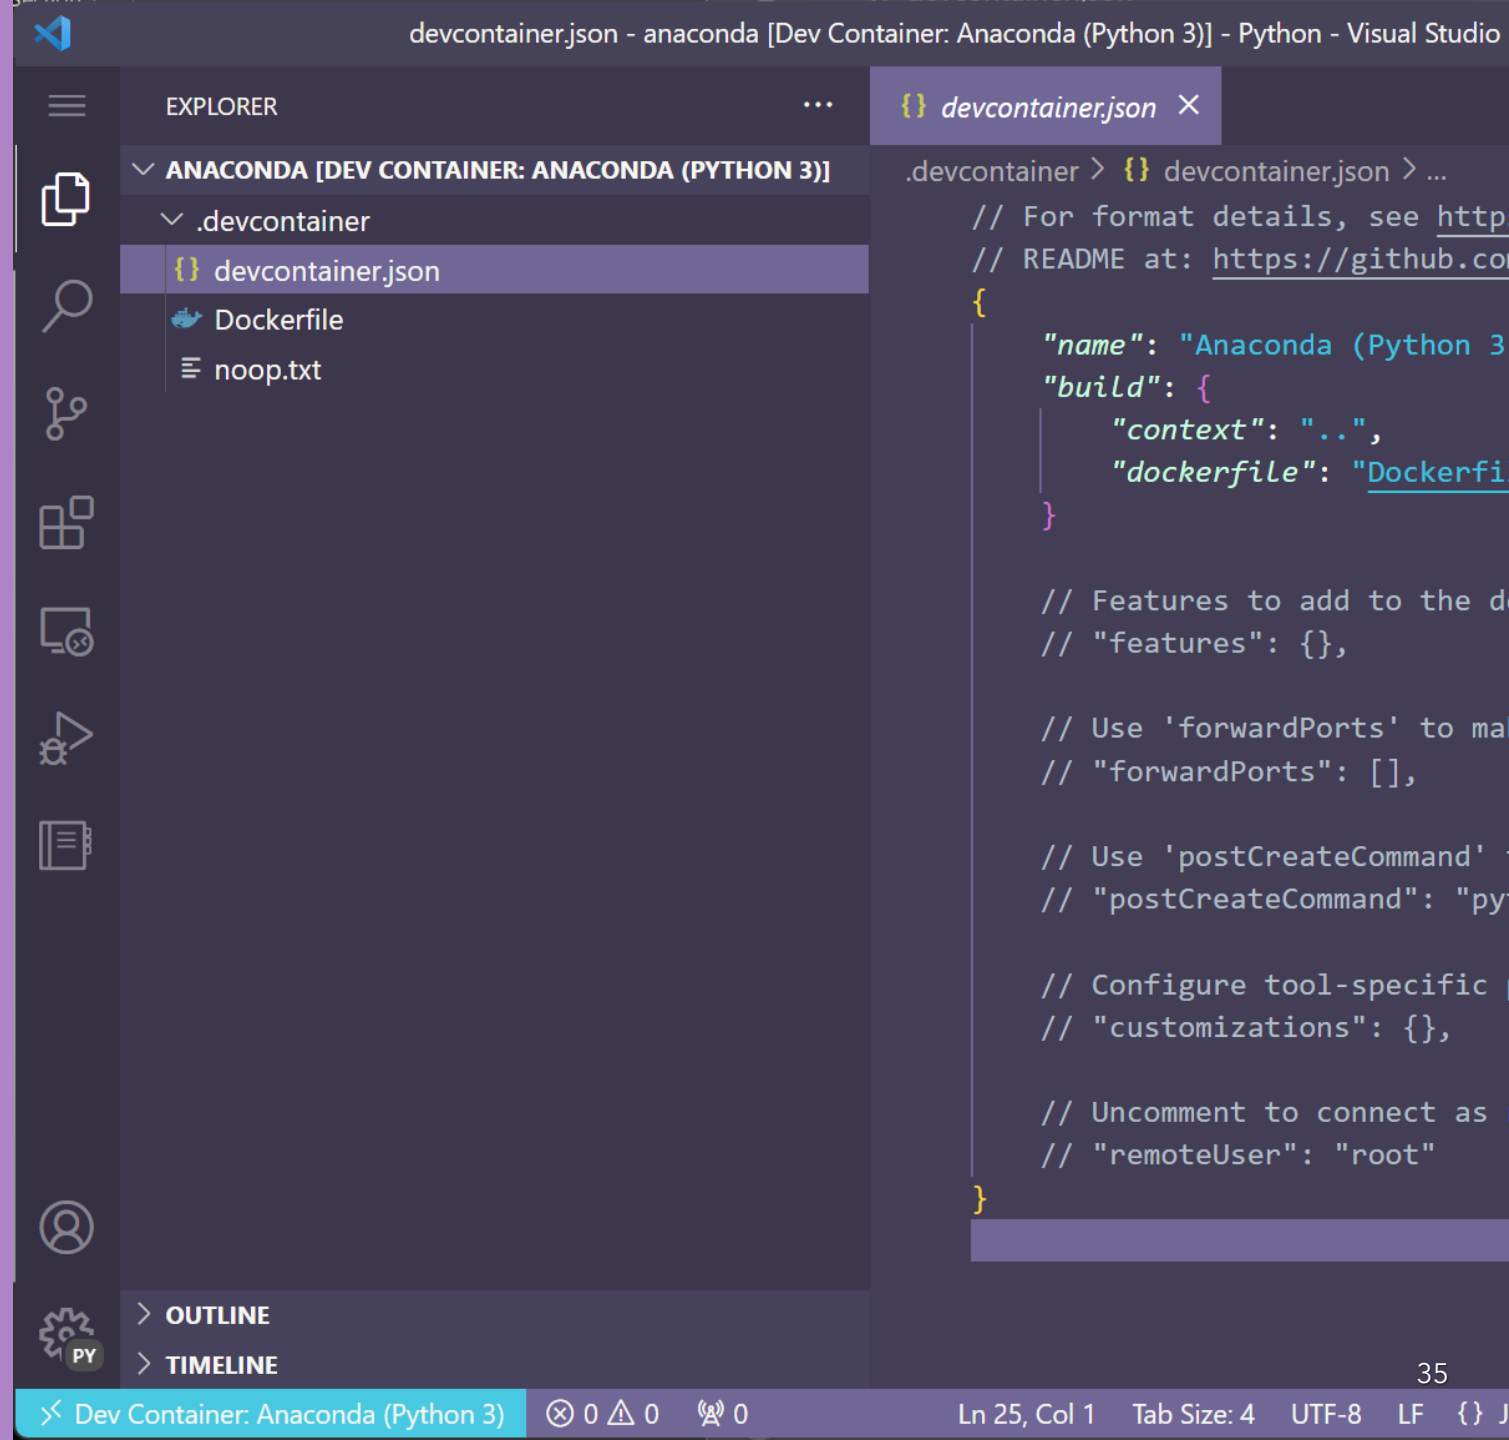 devcontainer.json - anaconda [Dev Container: Anaconda (Python 3)] - Python - Visual Studio
EXPLORER
ANACONDA [DEV CONTAINER: ANACONDA (PYTHON 3)]
.devcontainer
{} devcontainer.json
Dockerfile
noop.txt
OUTLINE
TIMELINE
PY
{} devcontainer.json ×
.devcontainer > {} devcontainer.json > ...
// For format details, see
// README at: https://github.co
{
"name": "Anaconda (Python 3
"build": {
"context": "..",
"dockerfile": "Dockerfi
}
// Features to add to the
// "features": {},
// Use 'forwardPorts' to
// "forwardPorts": [],
// Use 'postCreateCommand'
// "postCreateCommand": "py
// Configure tool-specific
// "customizations": {},
// Uncomment to connect as
// "remoteUser": "root"
}
35
Dev Container: Anaconda (Python 3) 0 0 0 Ln 25, Col 1 Tab Size: 4 UTF-8 LF {} J